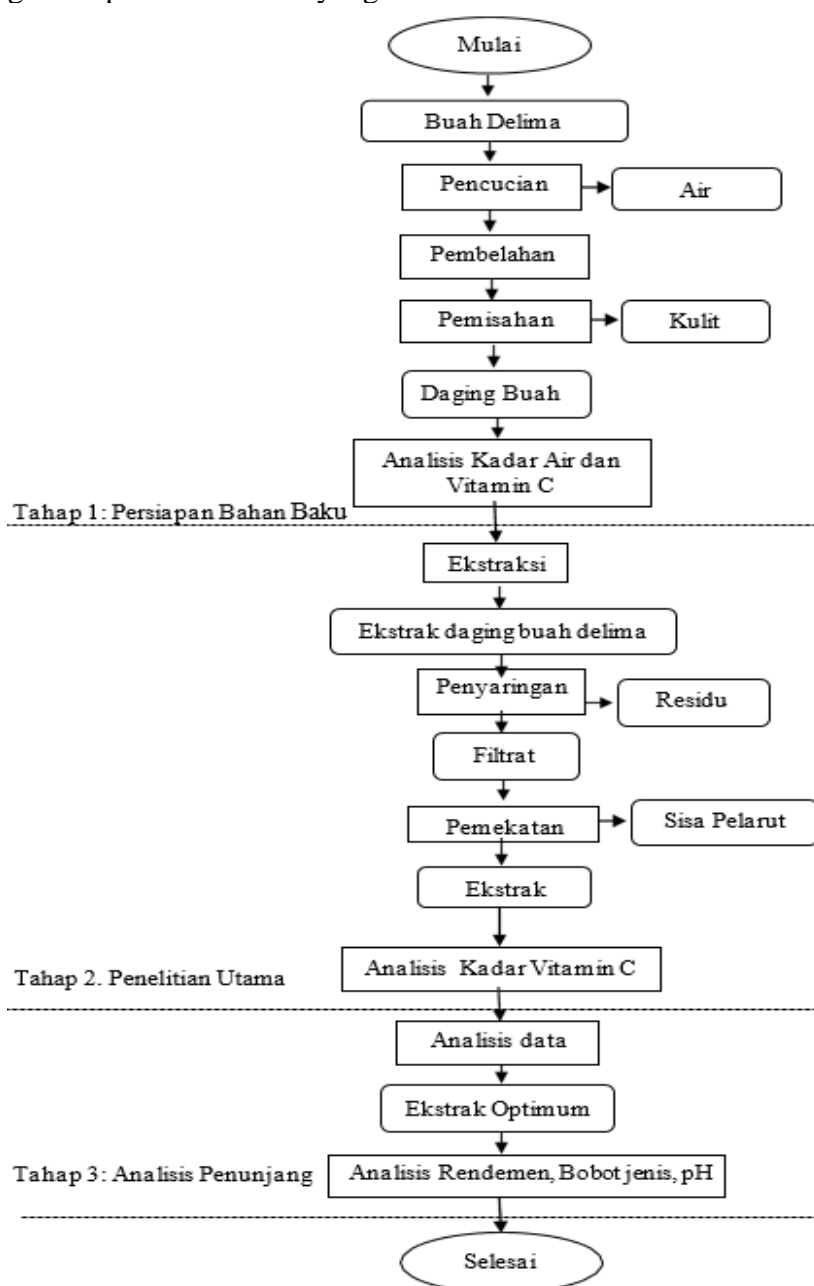 Mulai
Buah Delima
Pencucian
Air
Pembelahan
Pemisahan
Kulit
Daging Buah
Analisis Kadar Air dan
Vitamin C
Tahap 1: Persiapan Bahan Baku
Ekstraksi
Ekstrak daging buah delima
Penyaringan
Residu
Filtrat
Pemekatan
Sisa Pelarut
Ekstrak
Analisis Kadar Vitamin C
Tahap 2. Penelitian Utama
Analisis data
Ekstrak Optimum
Tahap 3: Analisis Penunjang
Analisis Rendemen, Bobot jenis, pH
Selesai